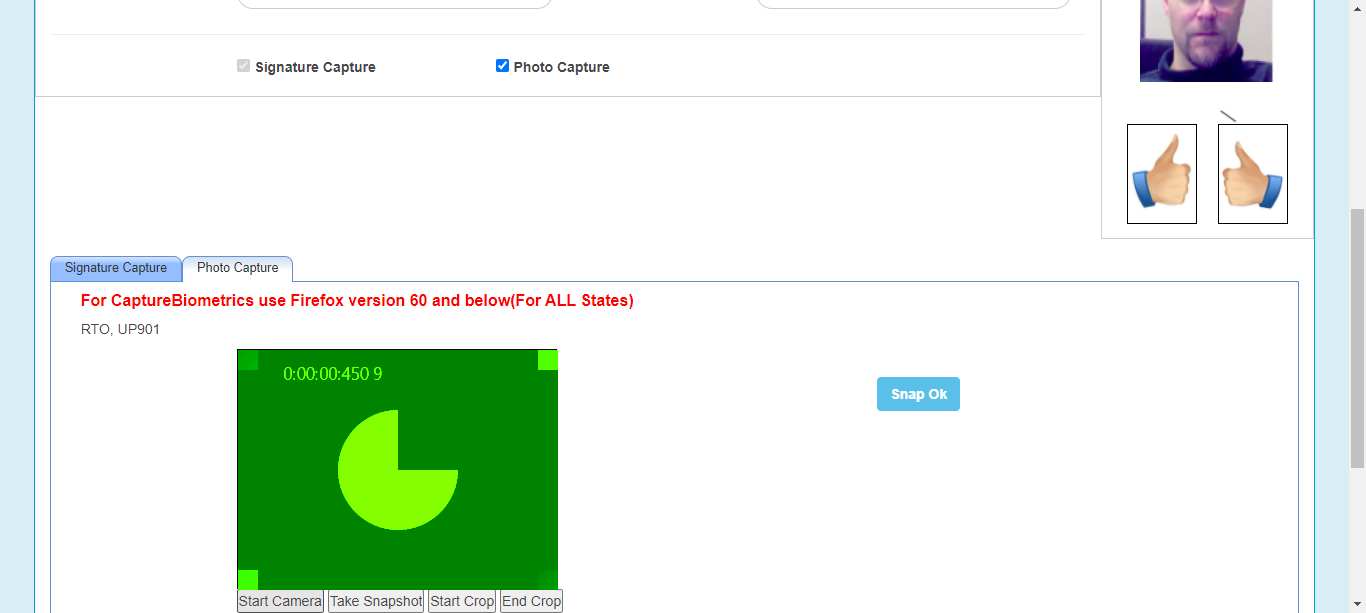 Signature Capture
Photo Capture
Signature Capture
Photo Capture
For CaptureBiometrics use Firefox version 60 and below(For ALL States)
RTO, UP901
0:00:00:450 9
Snap Ok
Start Camera
Take Snapshot
Start Crop
End Crop